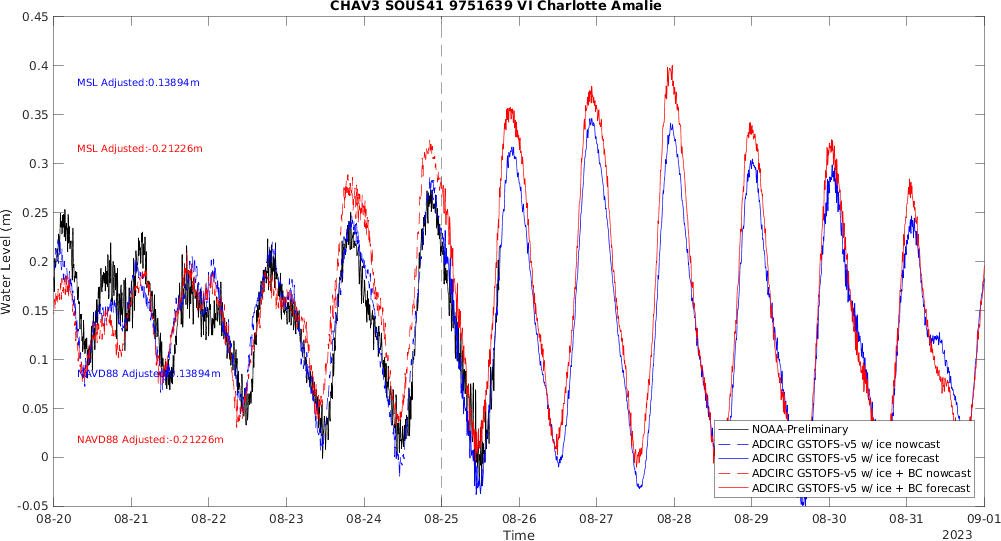 CHAV3 SOUS41 9751639 VI Charlotte Amalie
0.45
0.4
0.35
0.3
0.25
0.2
0.15
0.1
0.05
0
-0.05
Water Level (m)
MSL Adjusted:0.13894m
MSL Adjusted:-0.21226m
NAVD88 Adjusted:0.13894m
NAVD88 Adjusted:-0.21226m
NOAA-Preliminary
ADCIRC GSTOFS-v5 w/ ice nowcast
ADCIRC GSTOFS-v5 w/ ice forecast
ADCIRC GSTOFS-v5 w/ ice + BC nowcast
ADCIRC GSTOFS-v5 w/ ice + BC forecast
08-20 08-21 08-22 08-23 08-24 08-25 08-26 08-27 08-28 08-29 08-30 08-31 09-01
Time
2023